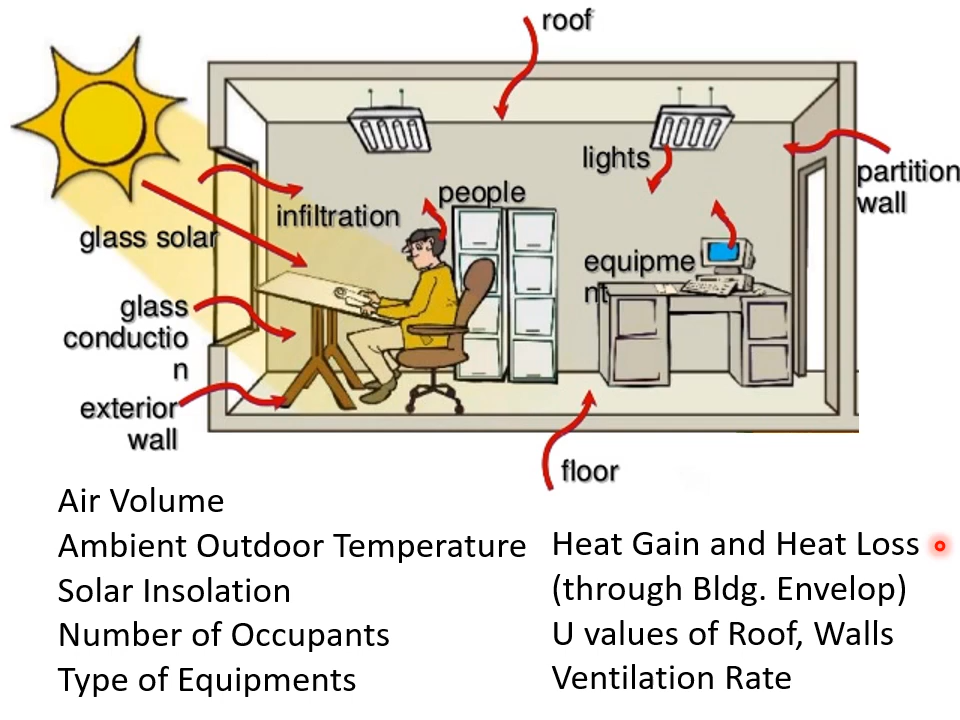 roof
lights
partition
wall
people
infiltration
glass solar
equipme
nt
glass
conductio
n
exterior
wall
floor
Air Volume
Ambient Outdoor Temperature
Solar Insolation
Number of Occupants
Type of Equipments
Heat Gain and Heat Loss
(through Bldg. Envelop)
U values of Roof, Walls
Ventilation Rate